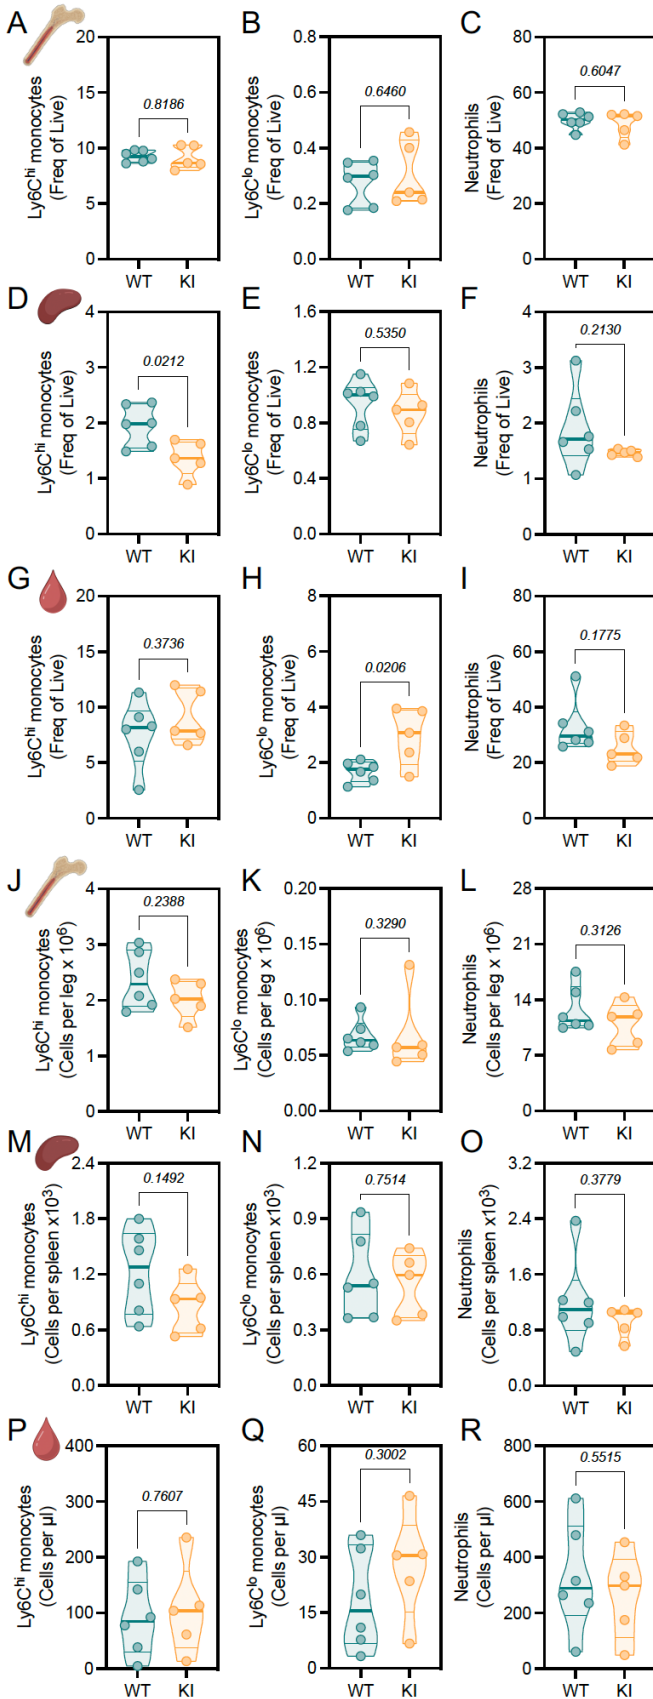 A
Ly6Chi monocytes
(Freq of Live)
20
15
10
5
0
0.8186
WT KI
B
Ly6Clo monocytes
(Freq of Live)
0.8
0.6
0.4
0.2
0.0
0.6460
WT KI
C
Neutrophils
(Freq of Live)
80
60
40
20
0
0.6047
WT KI
D
Ly6Chi monocytes
(Freq of Live)
4
3
2
1
0
0.0212
WT KI
E
Ly6Clo monocytes
(Freq of Live)
1.6
1.2
0.8
0.4
0.0
0.5350
WT KI
F
Neutrophils
(Freq of Live)
4
3
2
1
0
0.2130
WT KI
G
Ly6Chi monocytes
(Freq of Live)
20
15
10
5
0
0.3736
WT KI
H
Ly6Clo monocytes
(Freq of Live)
8
6
4
2
0
0.0206
WT KI
I
Neutrophils
(Freq of Live)
80
60
40
20
0
0.1775
WT KI
J
Ly6Chi monocytes
(Cells per leg x 10⁶)
4
3
2
1
0
0.2388
WT KI
K
Ly6Clo monocytes
(Cells per leg x 10⁶)
0.20
0.15
0.10
0.05
0.00
0.3290
WT KI
L
Neutrophils
(Cells per leg x 10⁶)
28
21
14
7
0
0.3126
WT KI
M
Ly6Chi monocytes
(Cells per spleen x10³)
2.4
1.8
1.2
0.6
0.0
0.1492
WT KI
N
Ly6Clo monocytes
(Cells per spleen x10³)
1.2
0.9
0.6
0.3
0.0
0.7514
WT KI
O
Neutrophils
(Cells per spleen x10³)
3.2
2.4
1.6
0.8
0.0
0.3779
WT KI
P
Ly6Chi monocytes
(Cells per µl)
400
300
200
100
0
0.7607
WT KI
Q
Ly6Clo monocytes
(Cells per µl)
60
45
30
15
0
0.3002
WT KI
R
Neutrophils
(Cells per µl)
800
600
400
200
0
0.5515
WT KI